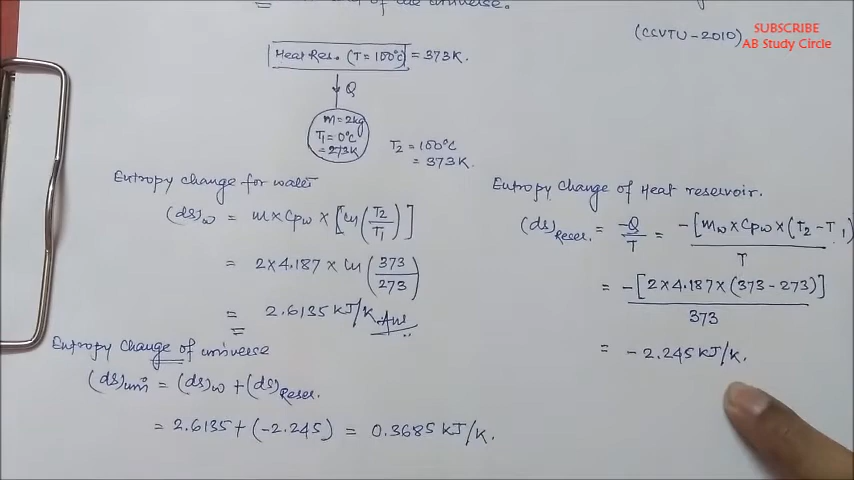 of the universe.
(CCVTU-2010)
SUBSCRIBE
AB Study Circle
Heat Res. (T = 100°C) = 373K.
Q
m = 2kg
T1 = 0°C
= 273K
T2 = 100°C
= 373K.
Entropy change for water
(ds)w = m × Cpw × [ln(T2/T1)]
= 2×4.187 × ln(373/273)
= 2.6135 kJ/K. Ans
Entropy Change of Heat reservoir.
(ds)Reser. = -Q/T = -[mw × Cpw × (T2 - T1)/T
= -[2×4.187×(373-273)]/373
= -2.245 kJ/K.
Entropy Change of universe
(ds)uni = (ds)w + (ds)Reser.
= 2.6135 + (-2.245) = 0.3685 kJ/K.